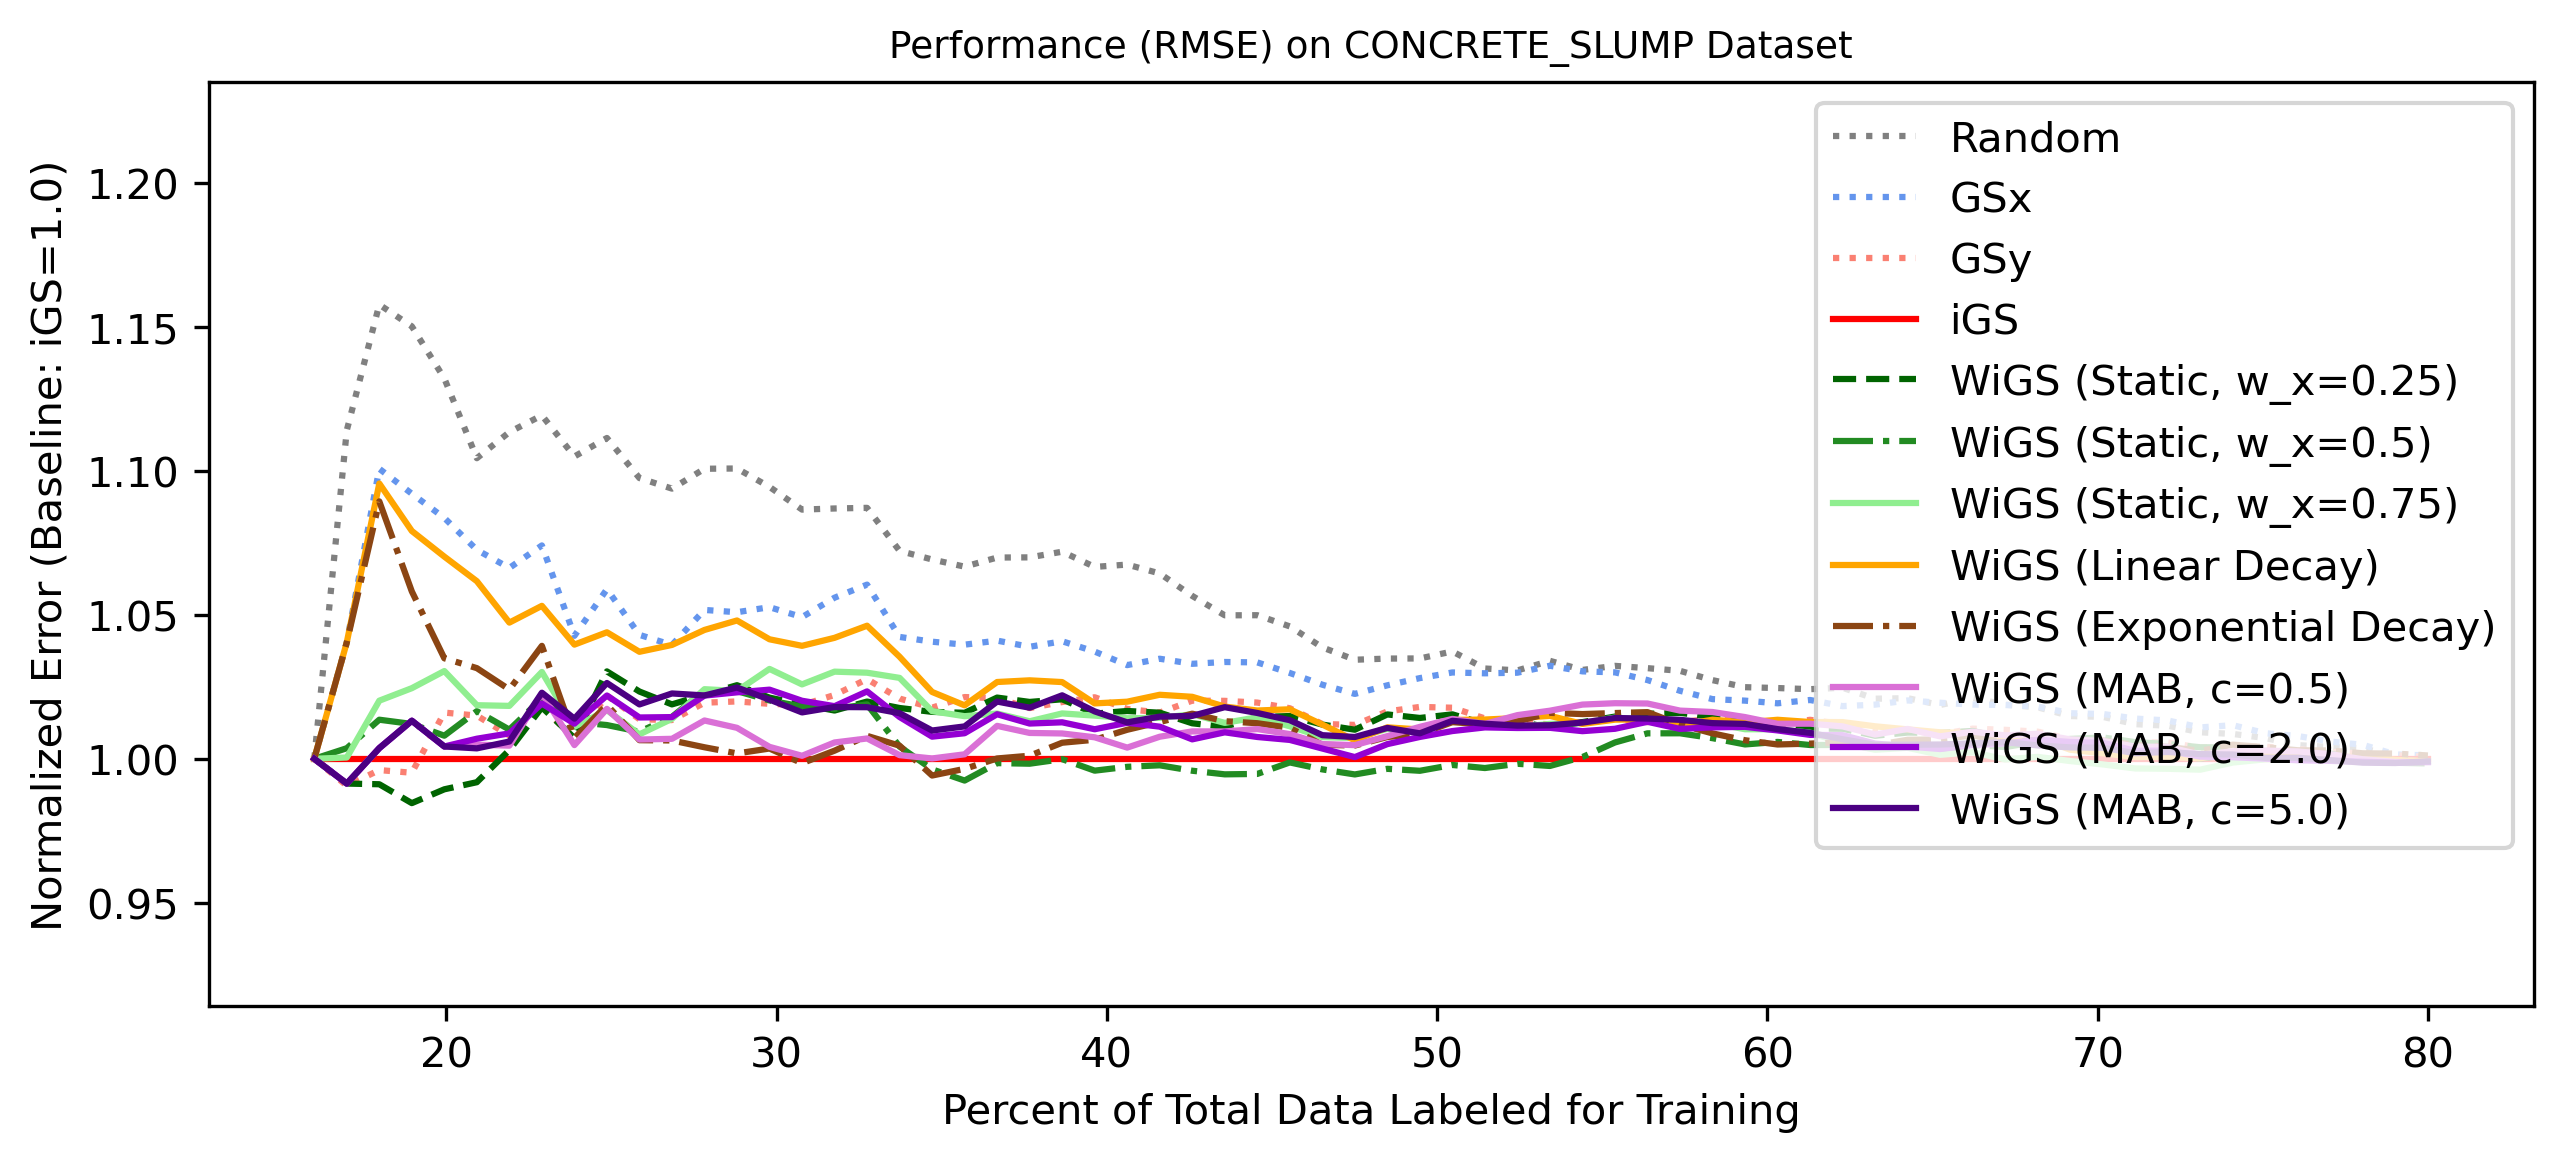 Performance (RMSE) on CONCRETE_SLUMP Dataset
Normalized Error (Baseline: iGS=1.0)
1.20
1.15
1.10
1.05
1.00
0.95
20 30 40 50 60 70 80
Percent of Total Data Labeled for Training
Random
GSx
GSy
iGS
WiGS (Static, w_x=0.25)
WiGS (Static, w_x=0.5)
WiGS (Static, w_x=0.75)
WiGS (Linear Decay)
WiGS (Exponential Decay)
WiGS (MAB, c=0.5)
WiGS (MAB, c=2.0)
WiGS (MAB, c=5.0)